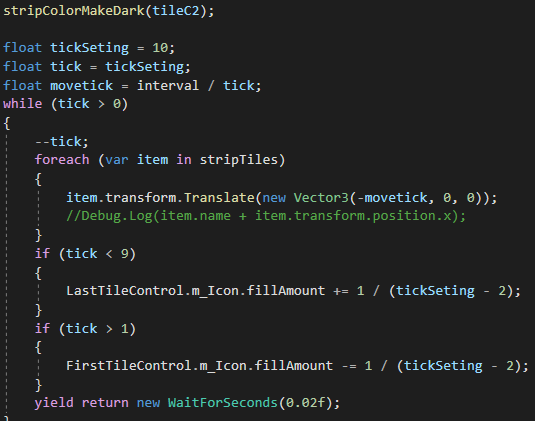 stripColorMakeDark(tileC2);
float tickSeting = 10;
float tick = tickSeting;
float movetick = interval / tick;
while (tick > 0)
{
--tick;
foreach (var item in stripTiles)
{
item.transform.Translate(new Vector3(-movetick, 0, 0));
//Debug.Log(item.name + item.transform.position.x);
}
if (tick < 9)
{
LastTileControl.m_Icon.fillAmount += 1 / (tickSeting - 2);
}
if (tick > 1)
{
FirstTileControl.m_Icon.fillAmount -= 1 / (tickSeting - 2);
}
yield return new WaitForSeconds(0.02f);
}